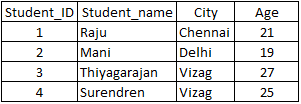 Student_ID Student_name City Age
1 Raju Chennai 21
2 Mani Delhi 19
3 Thiyagarajan Vizag 27
4 Surendren Vizag 25